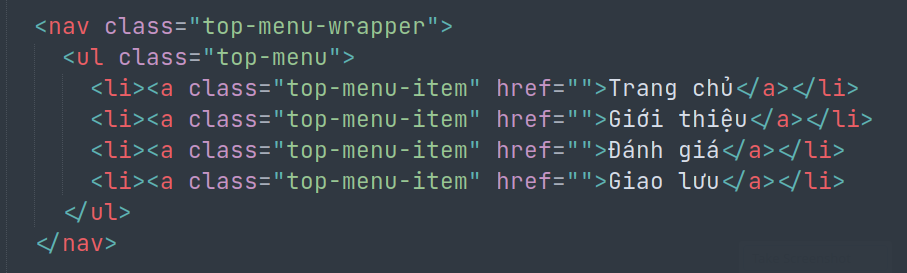 <nav class="top-menu-wrapper">
<ul class="top-menu">
<li><a class="top-menu-item" href="">Trang chủ</a></li>
<li><a class="top-menu-item" href="">Giới thiệu</a></li>
<li><a class="top-menu-item" href="">Đánh giá</a></li>
<li><a class="top-menu-item" href="">Giao lưu</a></li>
</ul>
</nav>